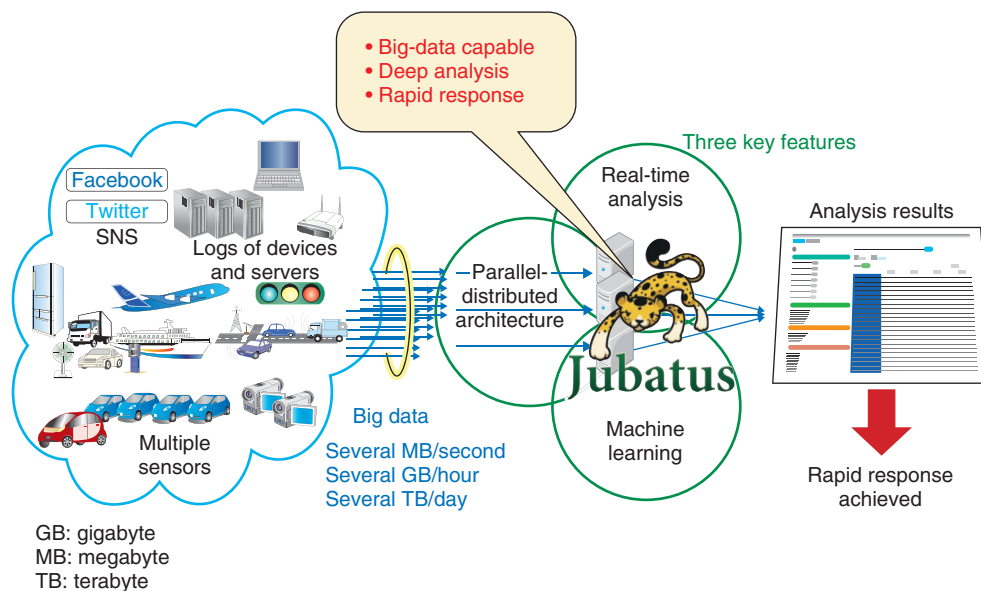 • Big-data capable
• Deep analysis
• Rapid response
Three key features
Facebook
Twitter
SNS
Logs of devices
and servers
Multiple
sensors
Big data
Several MB/second
Several GB/hour
Several TB/day
Parallel-
distributed
architecture
Real-time
analysis
Jubatus
Machine
learning
Analysis results
Rapid response
achieved
GB: gigabyte
MB: megabyte
TB: terabyte